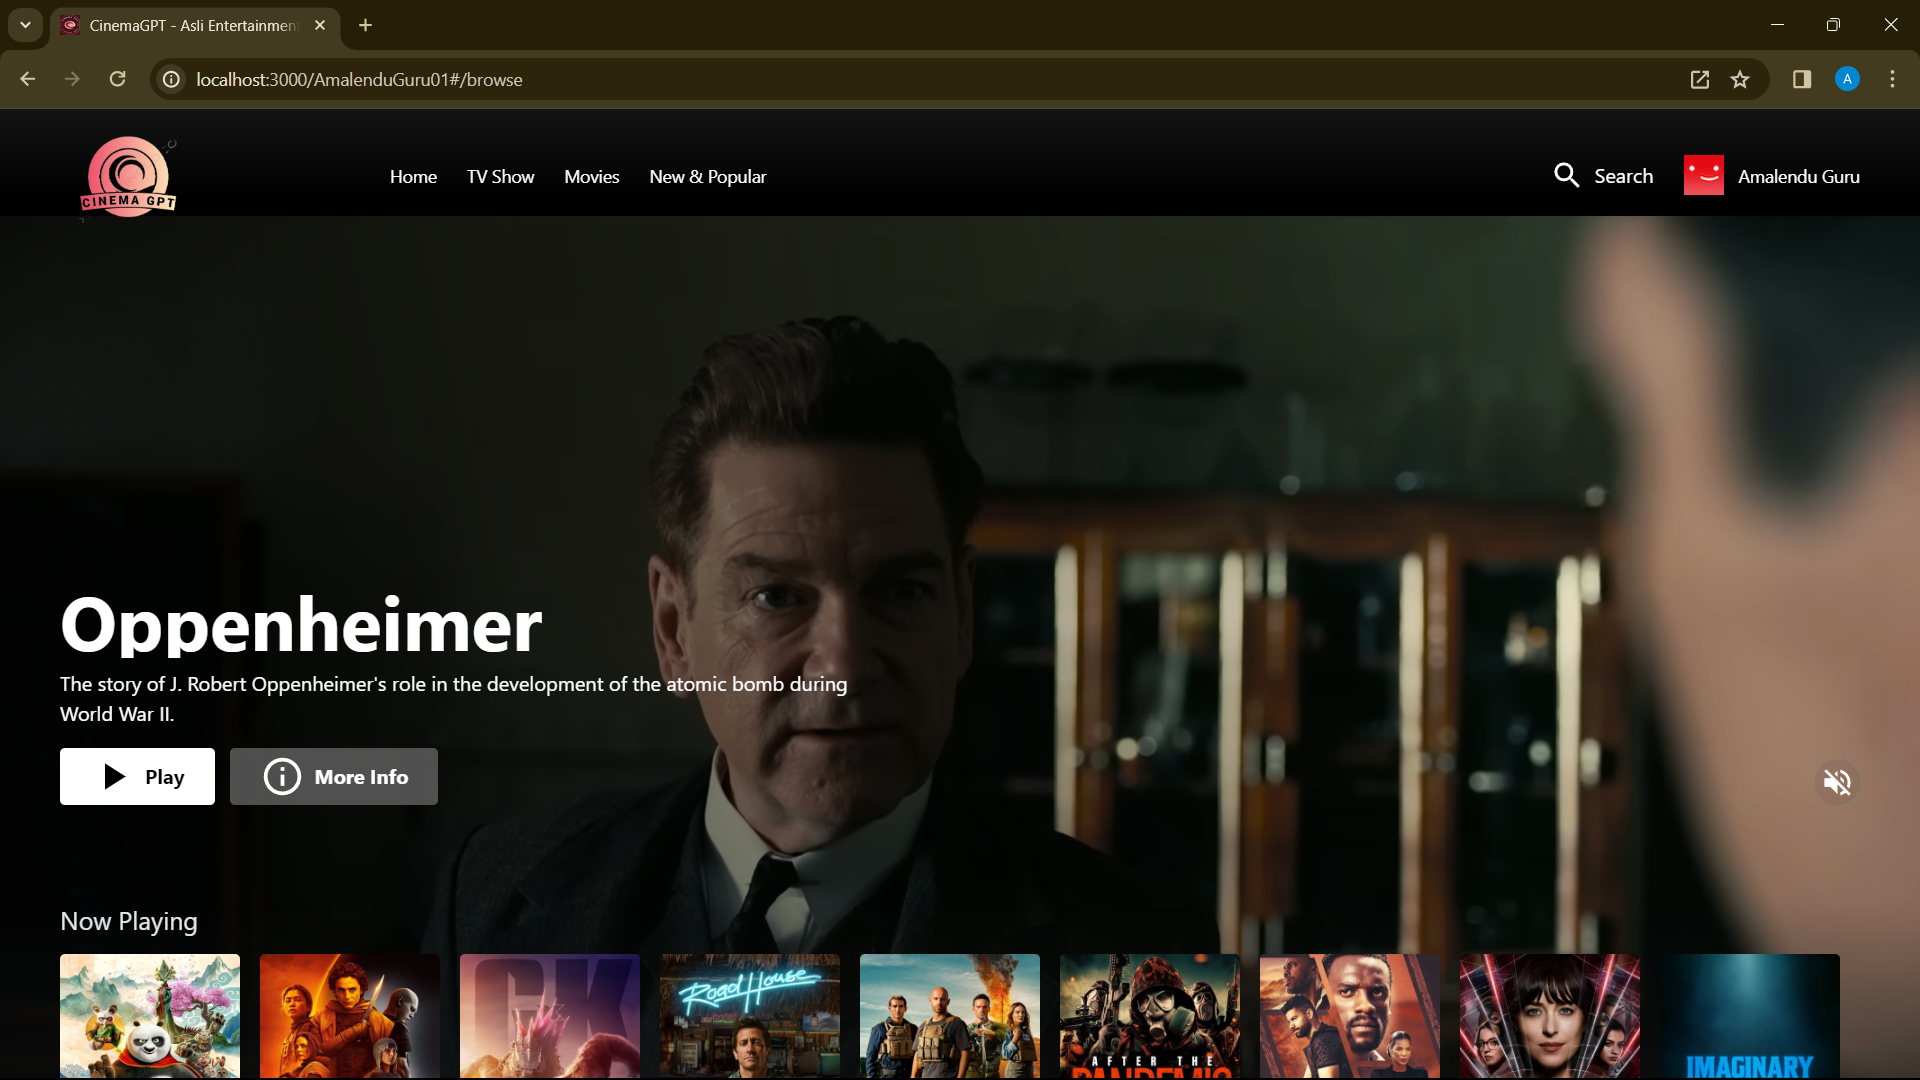 CinemaGPT - Asli Entertainmen
localhost:3000/AmalenduGuru01#/browse
A
CINEMA GPT
Home
TV Show
Movies
New & Popular
Search
Amalendu Guru
Oppenheimer
The story of J. Robert Oppenheimer's role in the development of the atomic bomb during
World War II.
Play
More Info
Now Playing
GK
Road House
AFTER THE
PANDEMIC
IMAGINARY